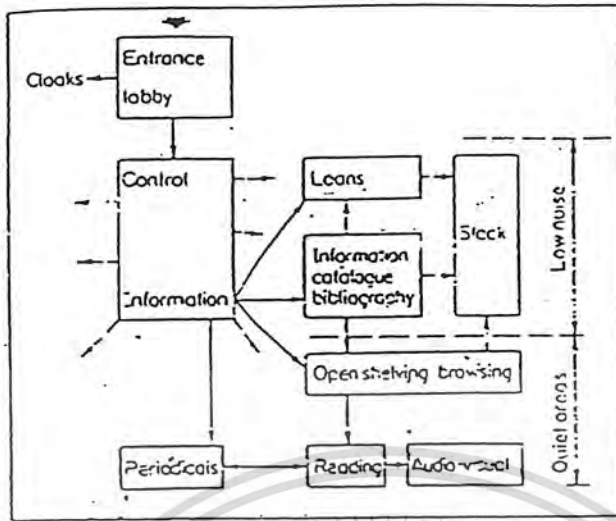 Entrance
lobby
Cloaks
Control
Information
Loans
Information
catalogue
bibliography
Stack
Open shelving browsing
Periodicals
Reading
Audio-visual
Low noise
Quiet areas